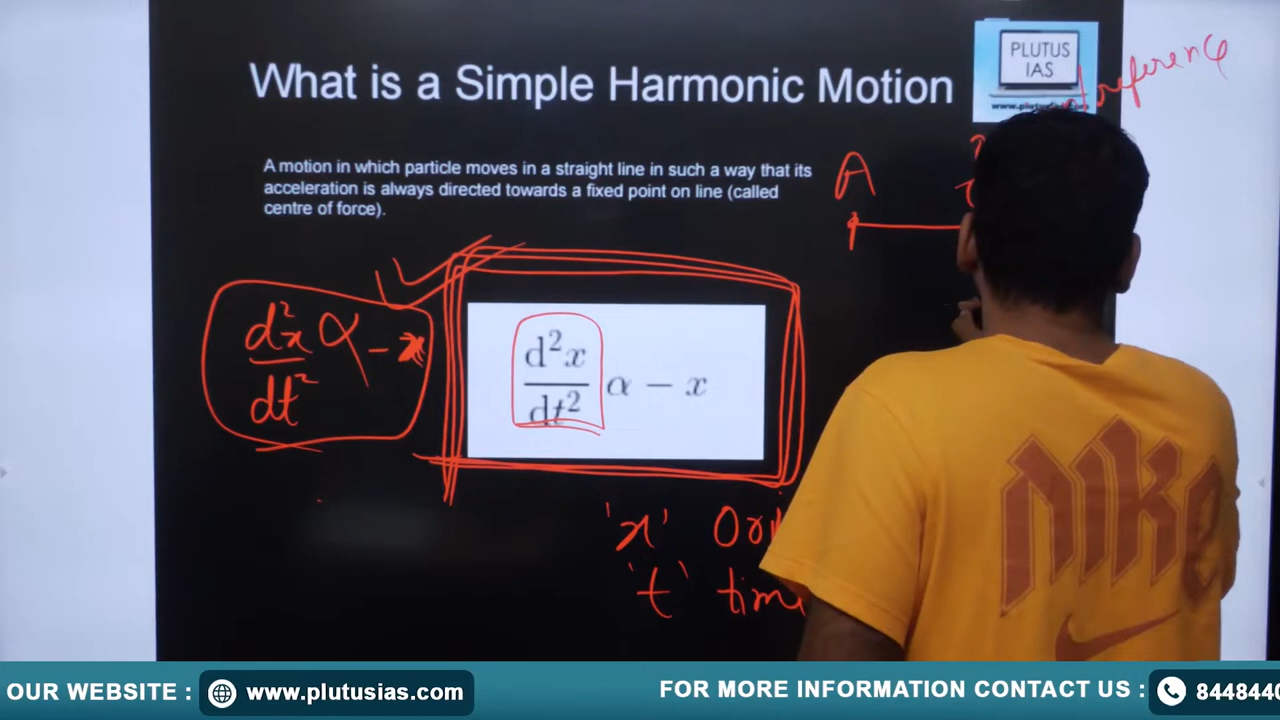 What is a Simple Harmonic Motion
PLUTUS
IAS
A motion in which particle moves in a straight line in such a way that its
acceleration is always directed towards a fixed point on line (called
centre of force).
A
d²x/dt² α - x
d²x/dt² α - x
'x'
't' time
NIKE
OUR WEBSITE : www.plutusias.com
FOR MORE INFORMATION CONTACT US : 8448440